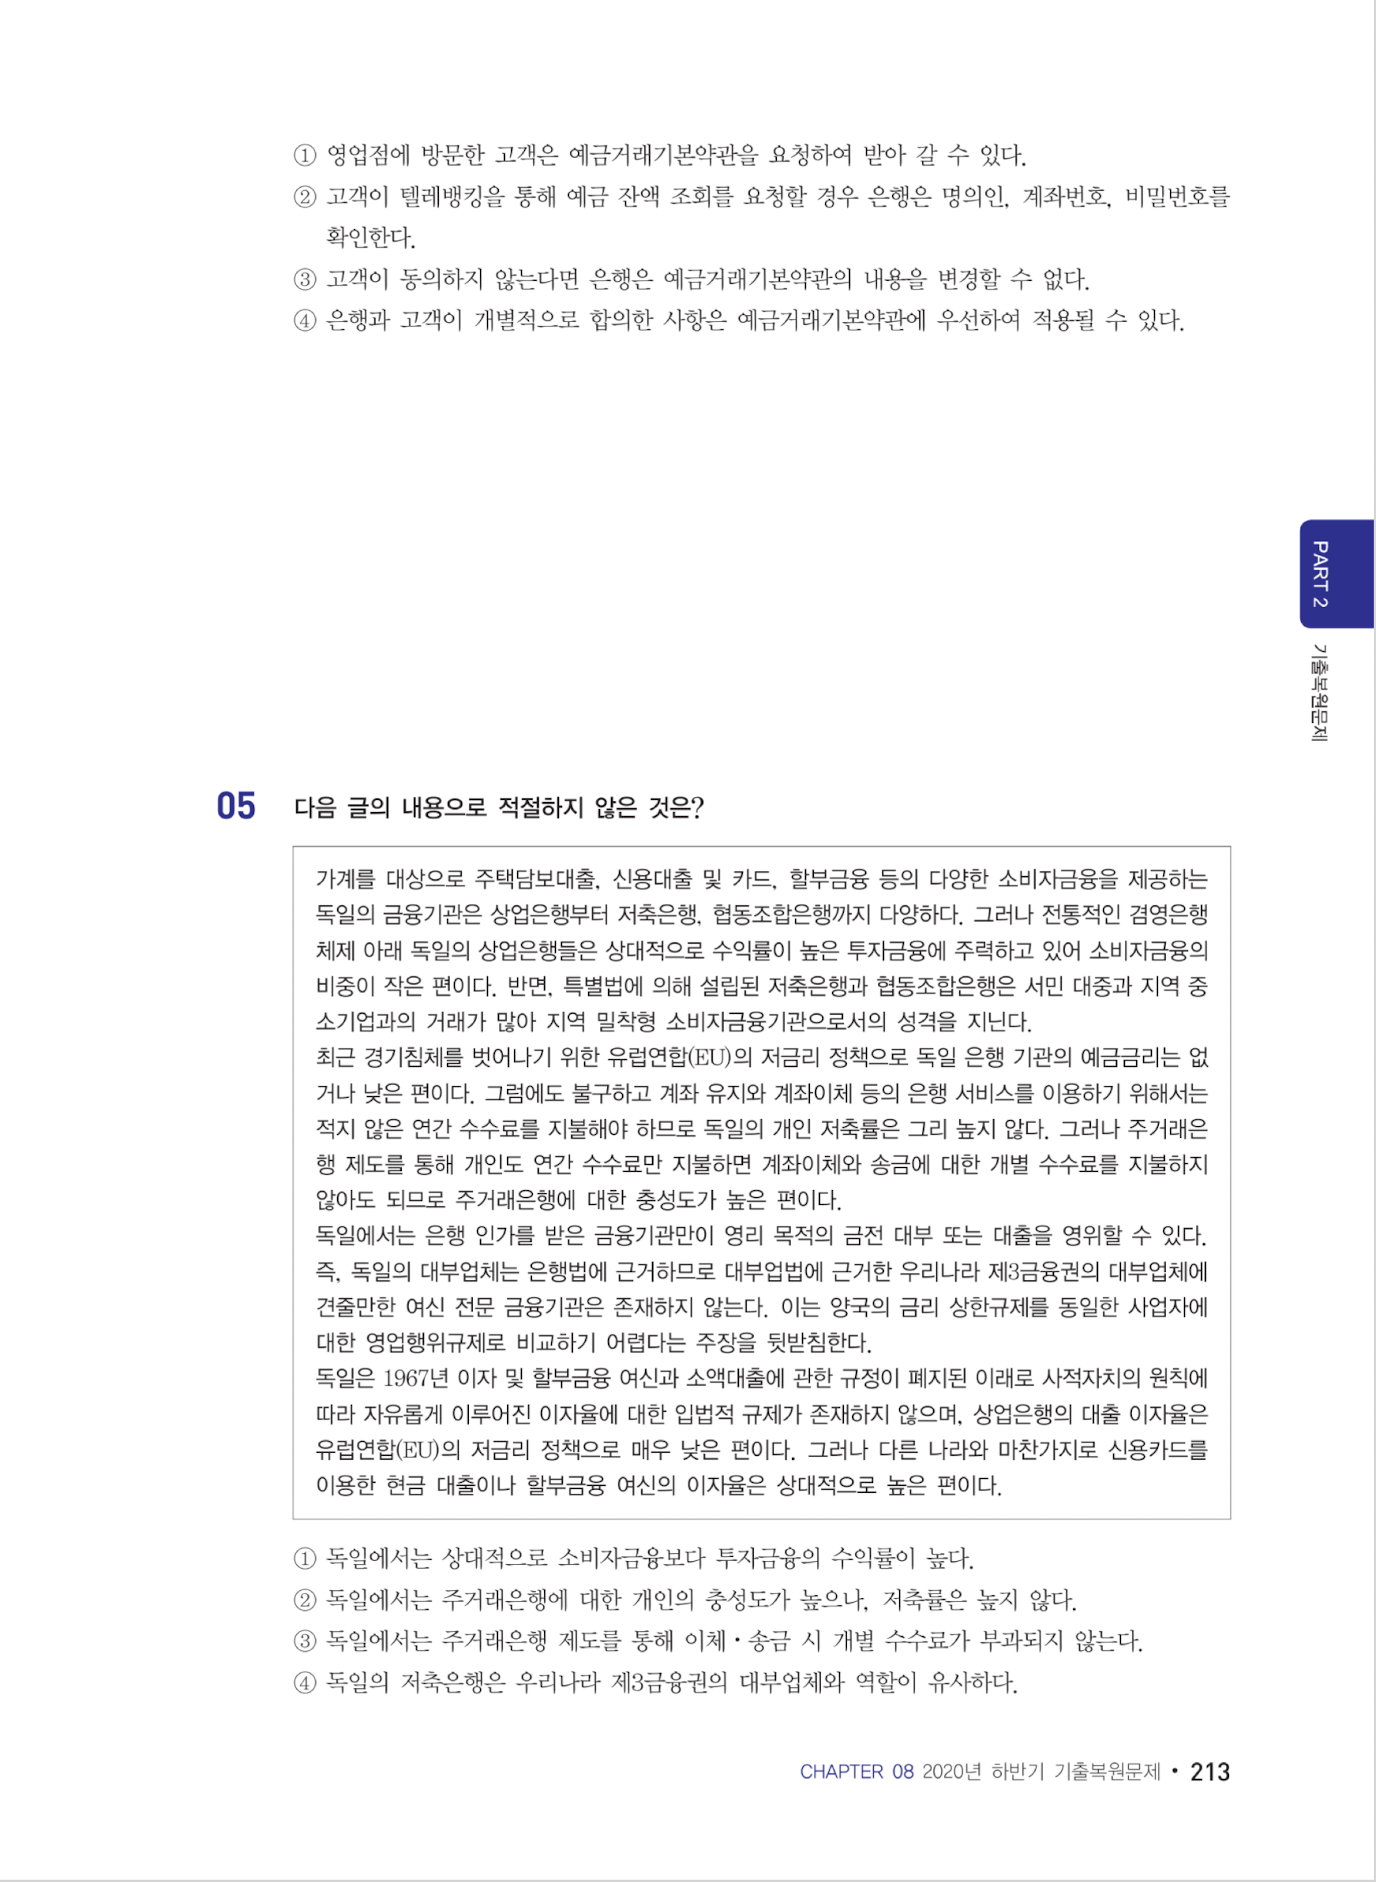 ① 영업점에 방문한 고객은 예금거래기본약관을 요청하여 받아 갈 수 있다.
② 고객이 텔레뱅킹을 통해 예금 잔액 조회를 요청할 경우 은행은 명의인, 계좌번호, 비밀번호를
확인한다.
③ 고객이 동의하지 않는다면 은행은 예금거래기본약관의 내용을 변경할 수 없다.
④ 은행과 고객이 개별적으로 합의한 사항은 예금거래기본약관에 우선하여 적용될 수 있다.
PART 2
기출복원문제
05 다음 글의 내용으로 적절하지 않은 것은?
가계를 대상으로 주택담보대출, 신용대출 및 카드, 할부금융 등의 다양한 소비자금융을 제공하는
독일의 금융기관은 상업은행부터 저축은행, 협동조합은행까지 다양하다. 그러나 전통적인 겸영은행
체제 아래 독일의 상업은행들은 상대적으로 수익률이 높은 투자금융에 주력하고 있어 소비자금융의
비중이 작은 편이다. 반면, 특별법에 의해 설립된 저축은행과 협동조합은행은 서민 대중과 지역 중
소기업과의 거래가 많아 지역 밀착형 소비자금융기관으로서의 성격을 지닌다.
최근 경기침체를 벗어나기 위한 유럽연합(EU)의 저금리 정책으로 독일 은행 기관의 예금금리는 없
거나 낮은 편이다. 그럼에도 불구하고 계좌 유지와 계좌이체 등의 은행 서비스를 이용하기 위해서는
적지 않은 연간 수수료를 지불해야 하므로 독일의 개인 저축률은 그리 높지 않다. 그러나 주거래은
행 제도를 통해 개인도 연간 수수료만 지불하면 계좌이체와 송금에 대한 개별 수수료를 지불하지
않아도 되므로 주거래은행에 대한 충성도가 높은 편이다.
독일에서는 은행 인가를 받은 금융기관만이 영리 목적의 금전 대부 또는 대출을 영위할 수 있다.
즉, 독일의 대부업체는 은행법에 근거하므로 대부업법에 근거한 우리나라 제3금융권의 대부업체에
견줄만한 여신 전문 금융기관은 존재하지 않는다. 이는 양국의 금리 상한규제를 동일한 사업자에
대한 영업행위규제로 비교하기 어렵다는 주장을 뒷받침한다.
독일은 1967년 이자 및 할부금융 여신과 소액대출에 관한 규정이 폐지된 이래로 사적자치의 원칙에
따라 자유롭게 이루어진 이자율에 대한 입법적 규제가 존재하지 않으며, 상업은행의 대출 이자율은
유럽연합(EU)의 저금리 정책으로 매우 낮은 편이다. 그러나 다른 나라와 마찬가지로 신용카드를
이용한 현금 대출이나 할부금융 여신의 이자율은 상대적으로 높은 편이다.
① 독일에서는 상대적으로 소비자금융보다 투자금융의 수익률이 높다.
② 독일에서는 주거래은행에 대한 개인의 충성도가 높으나, 저축률은 높지 않다.
③ 독일에서는 주거래은행 제도를 통해 이체·송금 시 개별 수수료가 부과되지 않는다.
④ 독일의 저축은행은 우리나라 제3금융권의 대부업체와 역할이 유사하다.
CHAPTER 08 2020년 하반기 기출복원문제 • 213